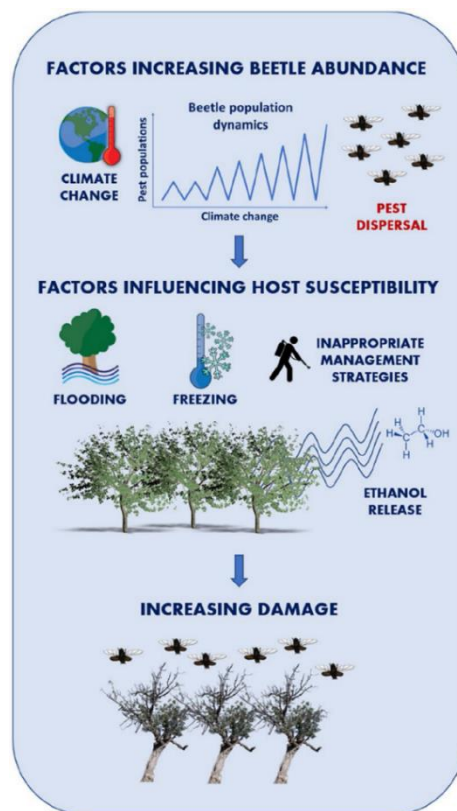 FACTORS INCREASING BEETLE ABUNDANCE
CLIMATE
CHANGE
Beetle population
dynamics
Pest populations
Climate change
PEST
DISPERSAL
FACTORS INFLUENCING HOST SUSCEPTIBILITY
FLOODING
FREEZING
INAPPROPRIATE
MANAGEMENT
STRATEGIES
H
H
H
H
OH
ETHANOL
RELEASE
INCREASING DAMAGE